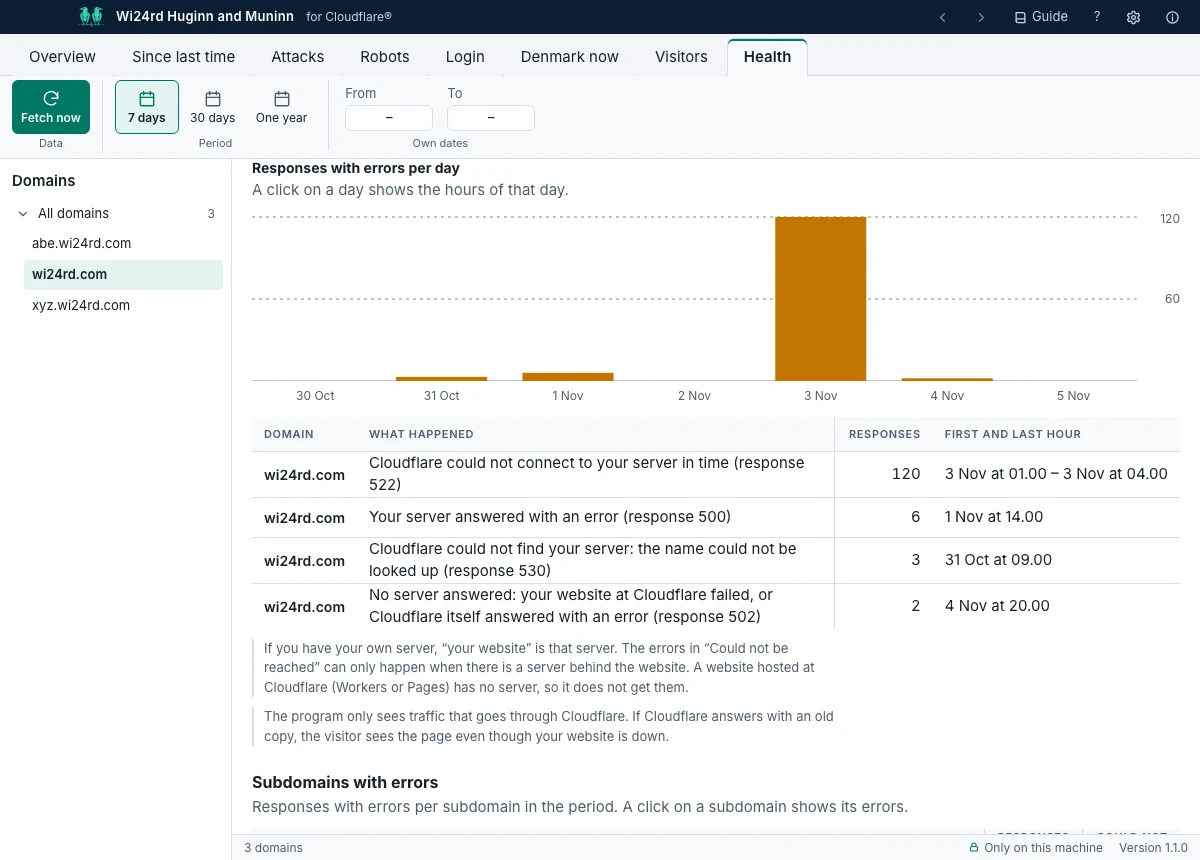 Wi24rd Huginn and Muninn for Cloudflare®
Guide ?
Overview Since last time Attacks Robots Login Denmark now Visitors Health
Fetch now
Data
7 days 30 days One year
Period
From To
– –
Own dates
Domains
All domains 3
abe.wi24rd.com
wi24rd.com
xyz.wi24rd.com
Responses with errors per day
A click on a day shows the hours of that day.
120
60
30 Oct 31 Oct 1 Nov 2 Nov 3 Nov 4 Nov 5 Nov
DOMAIN WHAT HAPPENED RESPONSES FIRST AND LAST HOUR
wi24rd.com Cloudflare could not connect to your server in time (response
522) 120 3 Nov at 01.00 – 3 Nov at 04.00
wi24rd.com Your server answered with an error (response 500) 6 1 Nov at 14.00
wi24rd.com Cloudflare could not find your server: the name could not be
looked up (response 530) 3 31 Oct at 09.00
wi24rd.com No server answered: your website at Cloudflare failed, or
Cloudflare itself answered with an error (response 502) 2 4 Nov at 20.00
If you have your own server, “your website” is that server. The errors in “Could not be
reached” can only happen when there is a server behind the website. A website hosted at
Cloudflare (Workers or Pages) has no server, so it does not get them.
The program only sees traffic that goes through Cloudflare. If Cloudflare answers with an old
copy, the visitor sees the page even though your website is down.
Subdomains with errors
Responses with errors per subdomain in the period. A click on a subdomain shows its errors.
3 domains Only on this machine Version 1.1.0